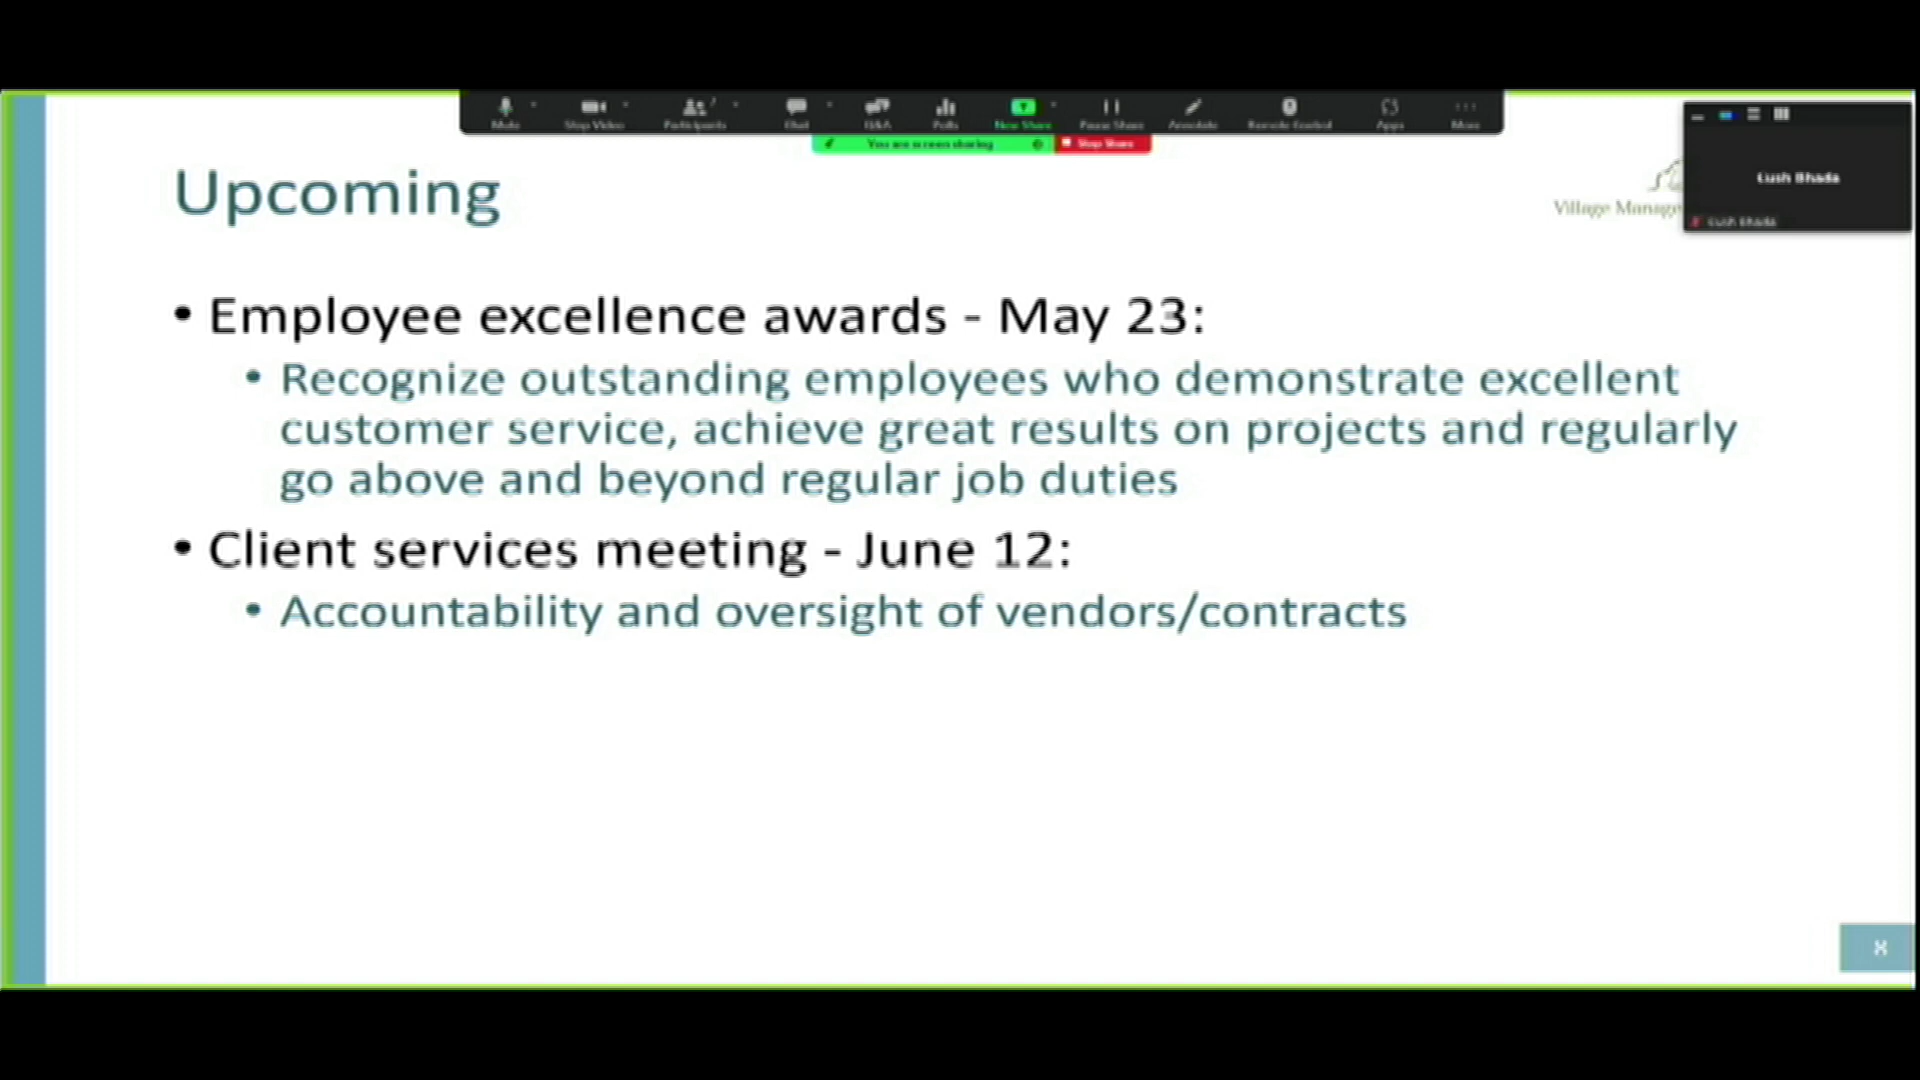 Mute
Stop Video
Participants
Chat
Q&A
Polls
New Share
Pause Share
Annotate
Remote Control
Apps
More
You are screen sharing
Stop Share
Lush Bhada
Lush Bhada
Village Manage
Upcoming
• Employee excellence awards - May 23:
• Recognize outstanding employees who demonstrate excellent
customer service, achieve great results on projects and regularly
go above and beyond regular job duties
• Client services meeting - June 12:
• Accountability and oversight of vendors/contracts
8